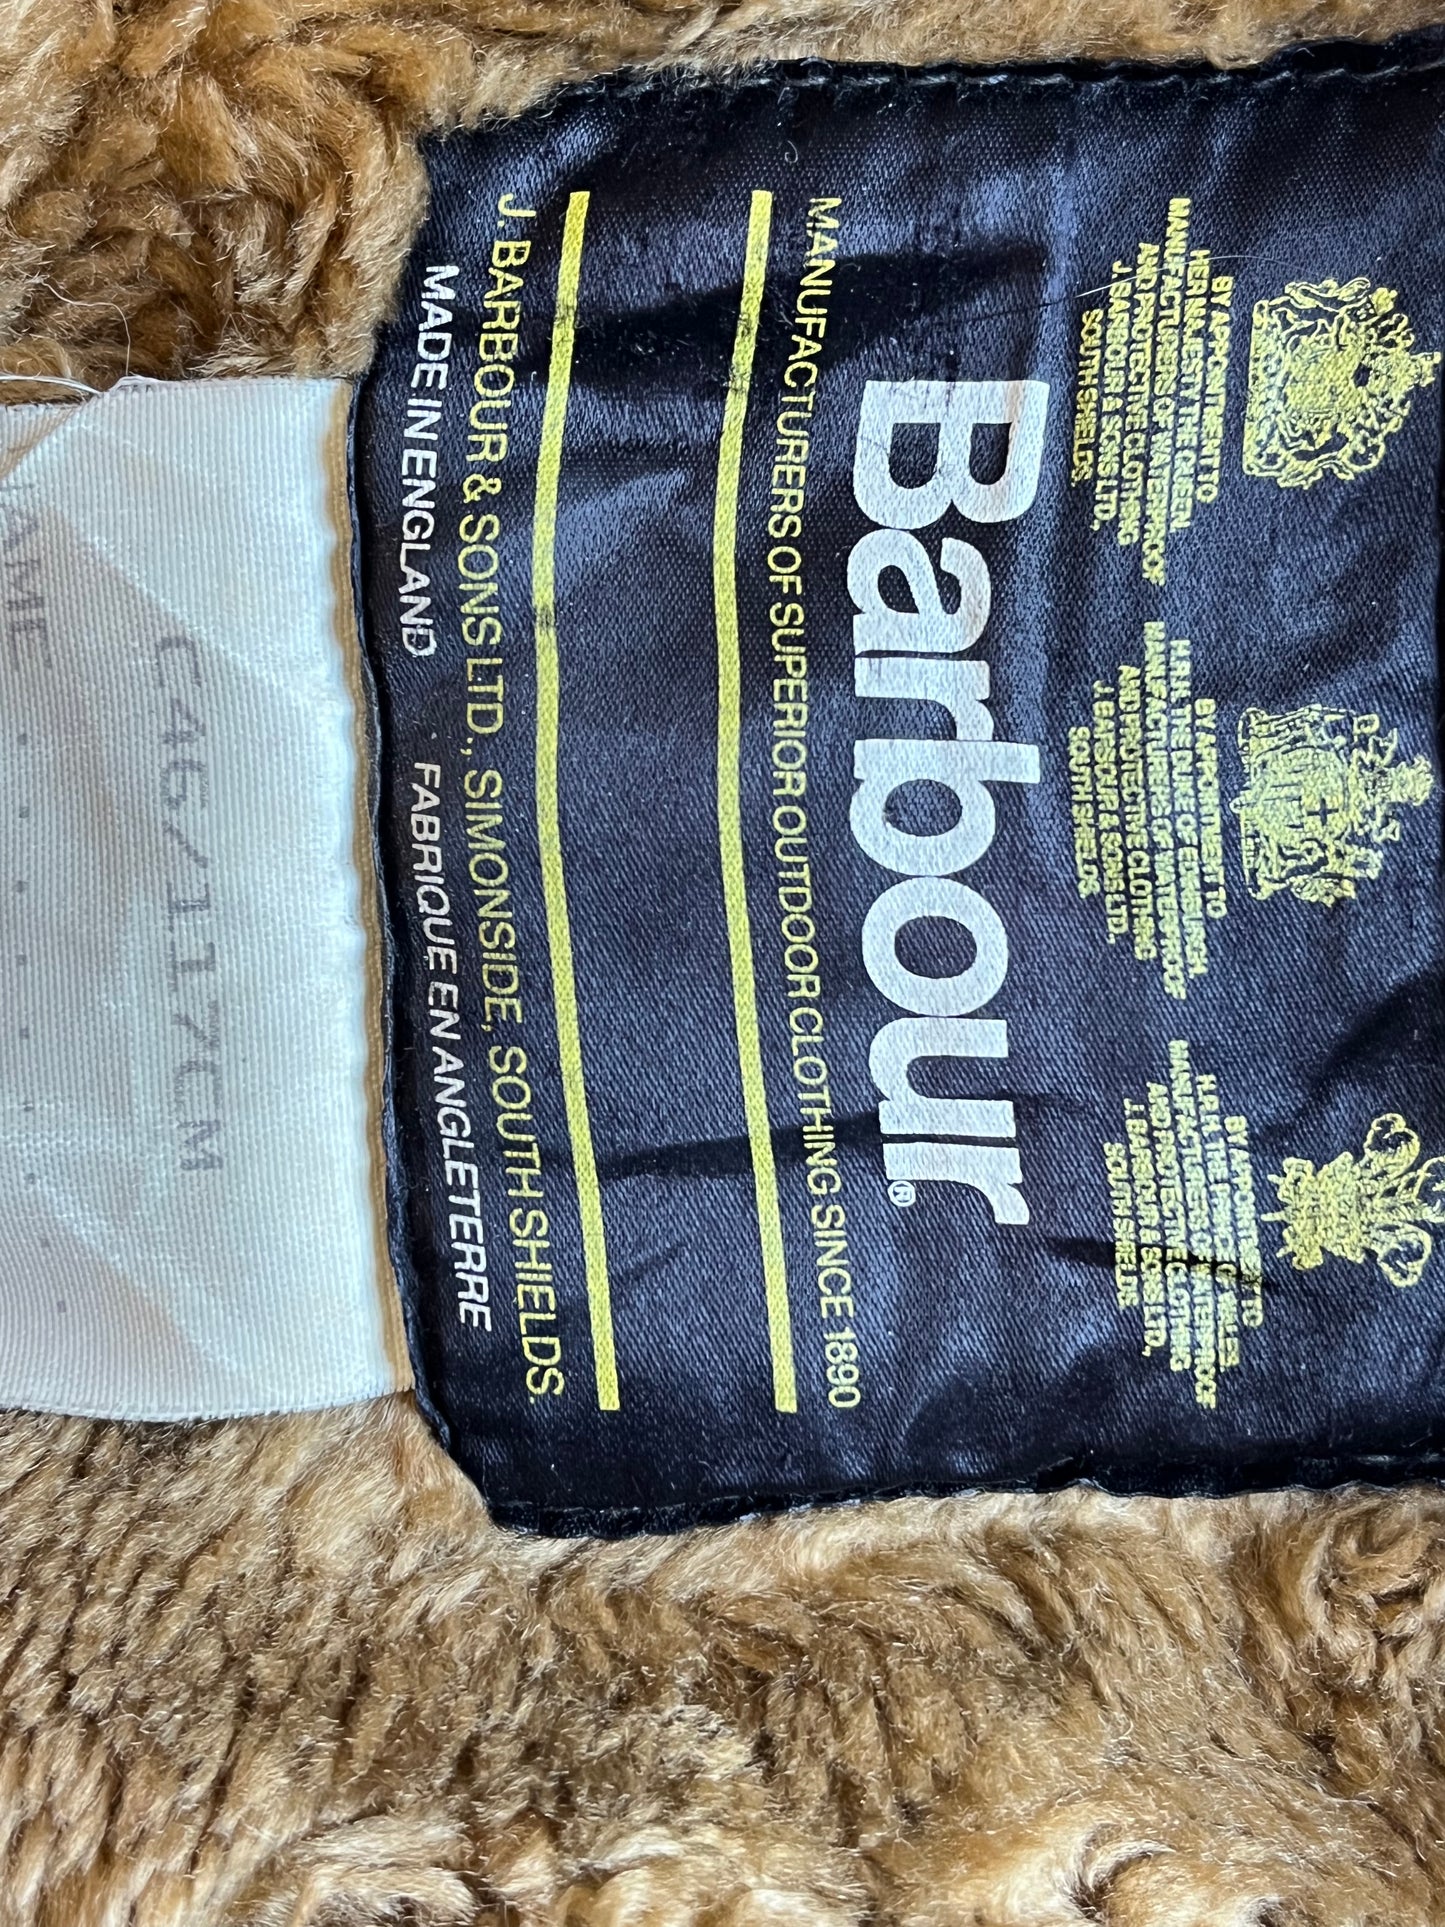 BY APPOINTMENT TO
HER MAJESTY THE QUEEN
MANUFACTURERS OF WATERPROOF
AND PROTECTIVE CLOTHING
J. BARBOUR & SONS LTD,
SOUTH SHIELDS.
BY APPOINTMENT TO
H.R.H. THE DUKE OF EDINBURGH
MANUFACTURERS OF WATERPROOF
AND PROTECTIVE CLOTHING
J. BARBOUR & SONS LTD.
SOUTH SHIELDS.
BY APPOINTMENT TO
H.R.H. THE PRINCE OF WALES
MANUFACTURERS OF WATERPROOF
AND PROTECTIVE CLOTHING
J. BARBOUR & SONS LTD,
SOUTH SHIELDS.
Barbour®
MANUFACTURERS OF SUPERIOR OUTDOOR CLOTHING SINCE 1890
J. BARBOUR & SONS LTD., SIMONSIDE, SOUTH SHIELDS.
MADE IN ENGLAND FABRIQUE EN ANGLETERRE
C46/117CM
NAME